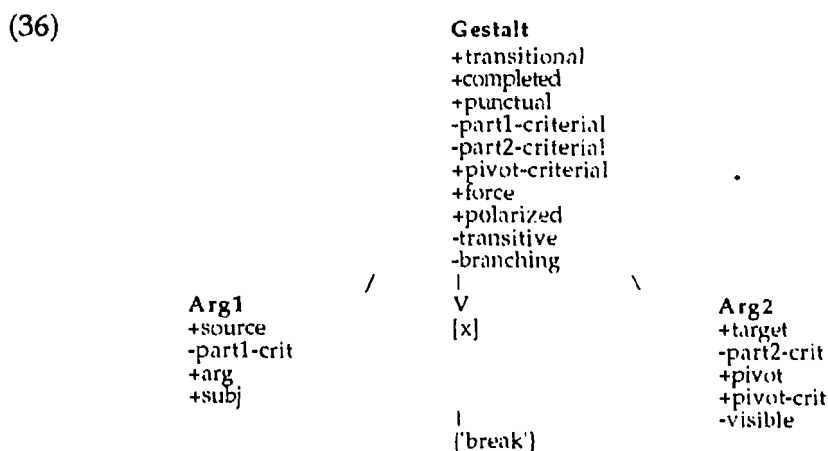 (36)
Gestalt
+transitional
+completed
+punctual
-part1-criterial
-part2-criterial
+pivot-criterial
+force
+polarized
-transitive
-branching
/ | \
Arg1 V Arg2
+source [x] +target
-part1-crit -part2-crit
+arg +pivot
+subj +pivot-crit
| -visible
{'break'}